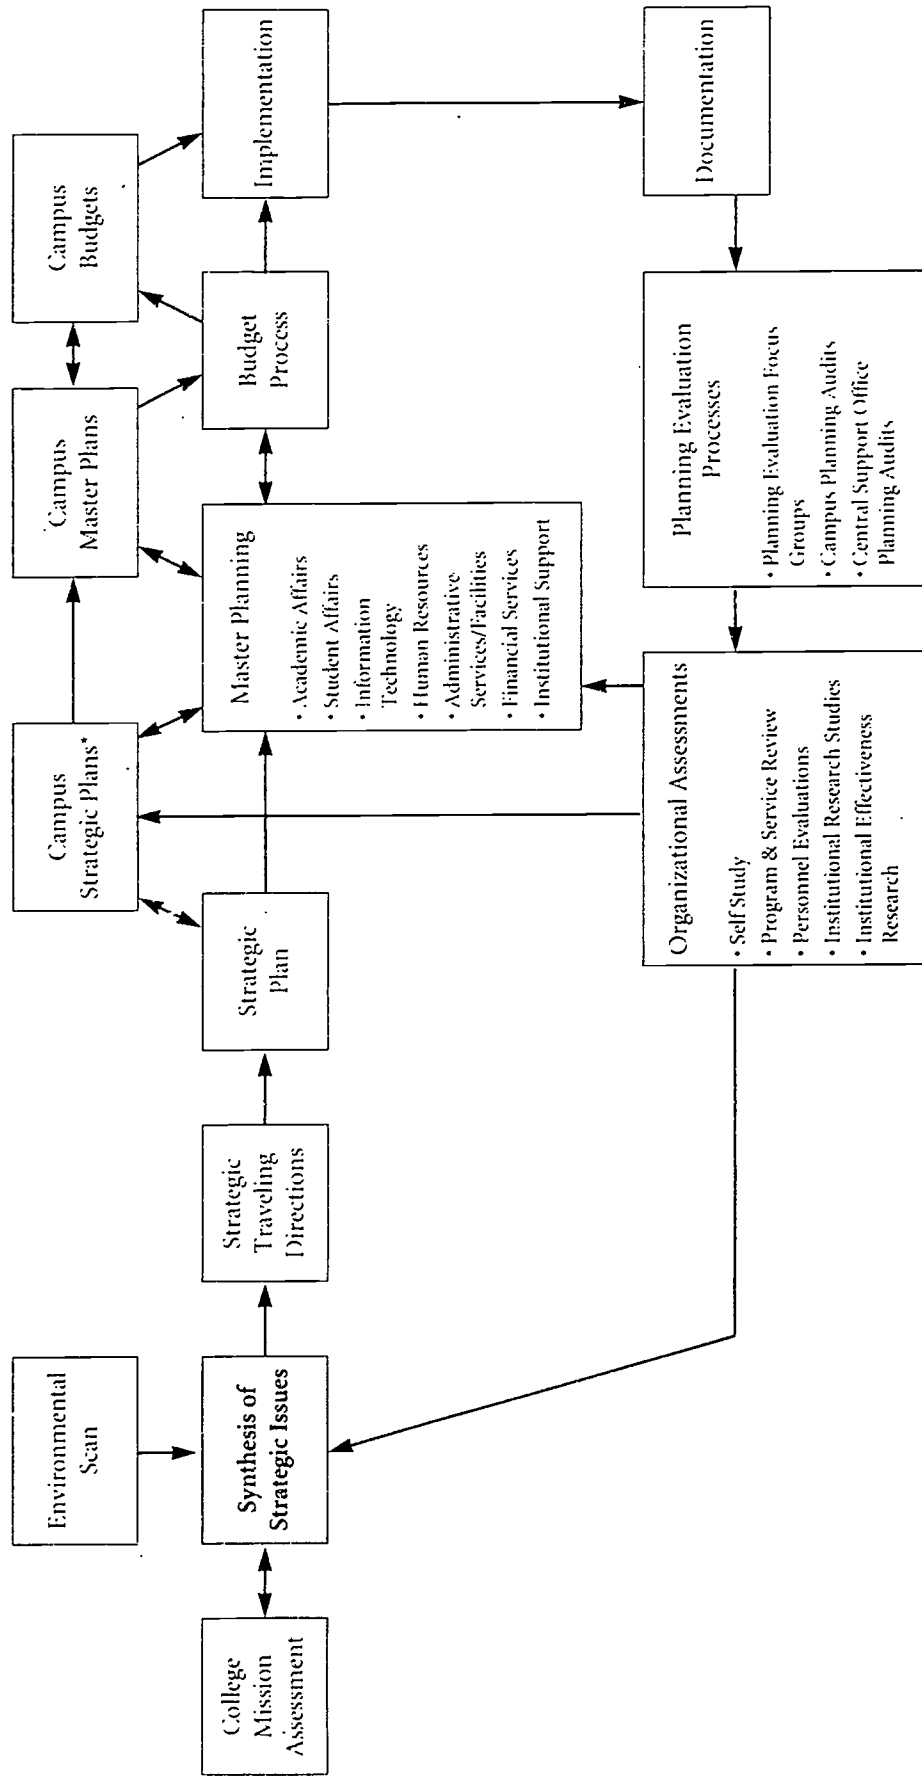 Environmental
Scan
Campus
Strategic Plans*
Campus
Master Plans
Campus
Budgets
College
Mission
Assessment
Synthesis of
Strategic Issues
Strategic
Traveling
Directions
Strategic
Plan
Master Planning
• Academic Affairs
• Student Affairs
• Information
Technology
• Human Resources
• Administrative
Services/Facilities
• Financial Services
• Institutional Support
Budget
Process
Implementation
Organizational Assessments
• Self Study
• Program & Service Review
• Personnel Evaluations
• Institutional Research Studies
• Institutional Effectiveness
Research
Planning Evaluation
Processes
• Planning Evaluation Focus
Groups
• Campus Planning Audits
• Central Support Office
Planning Audits
Documentation